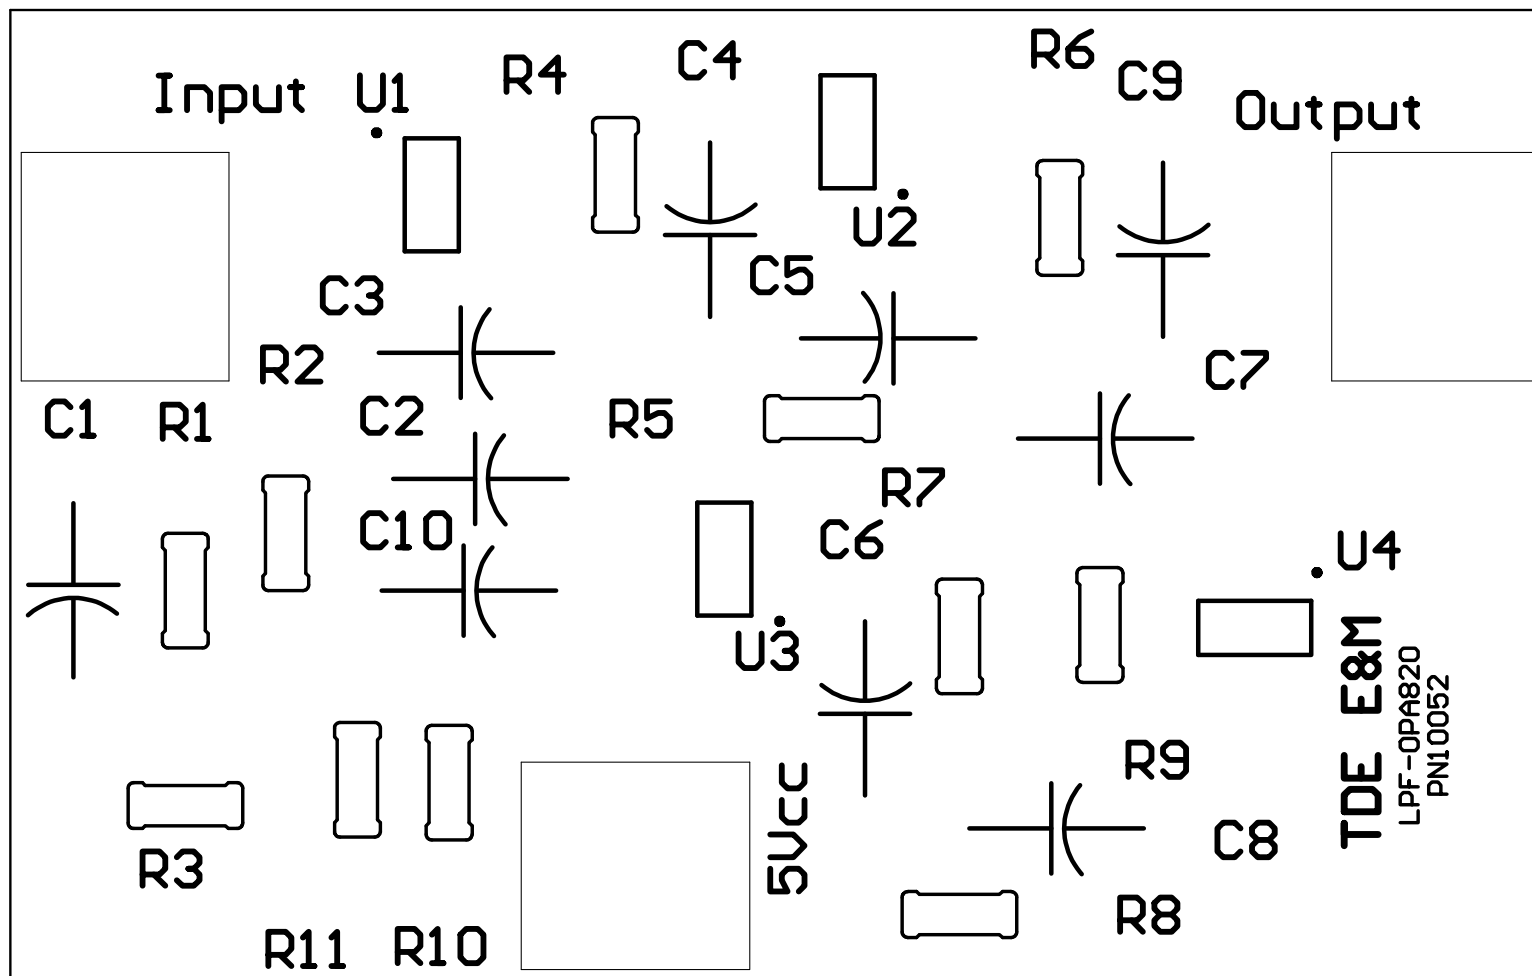 Input
U1
R4
C4
R6
C9
Output
U2
C5
C3
R2
C7
C1
R1
C2
R5
R7
C10
C6
U4
U3
TDE E&M
LPF-OPA820
PN10052
5Vcc
R9
C8
R3
R8
R11
R10